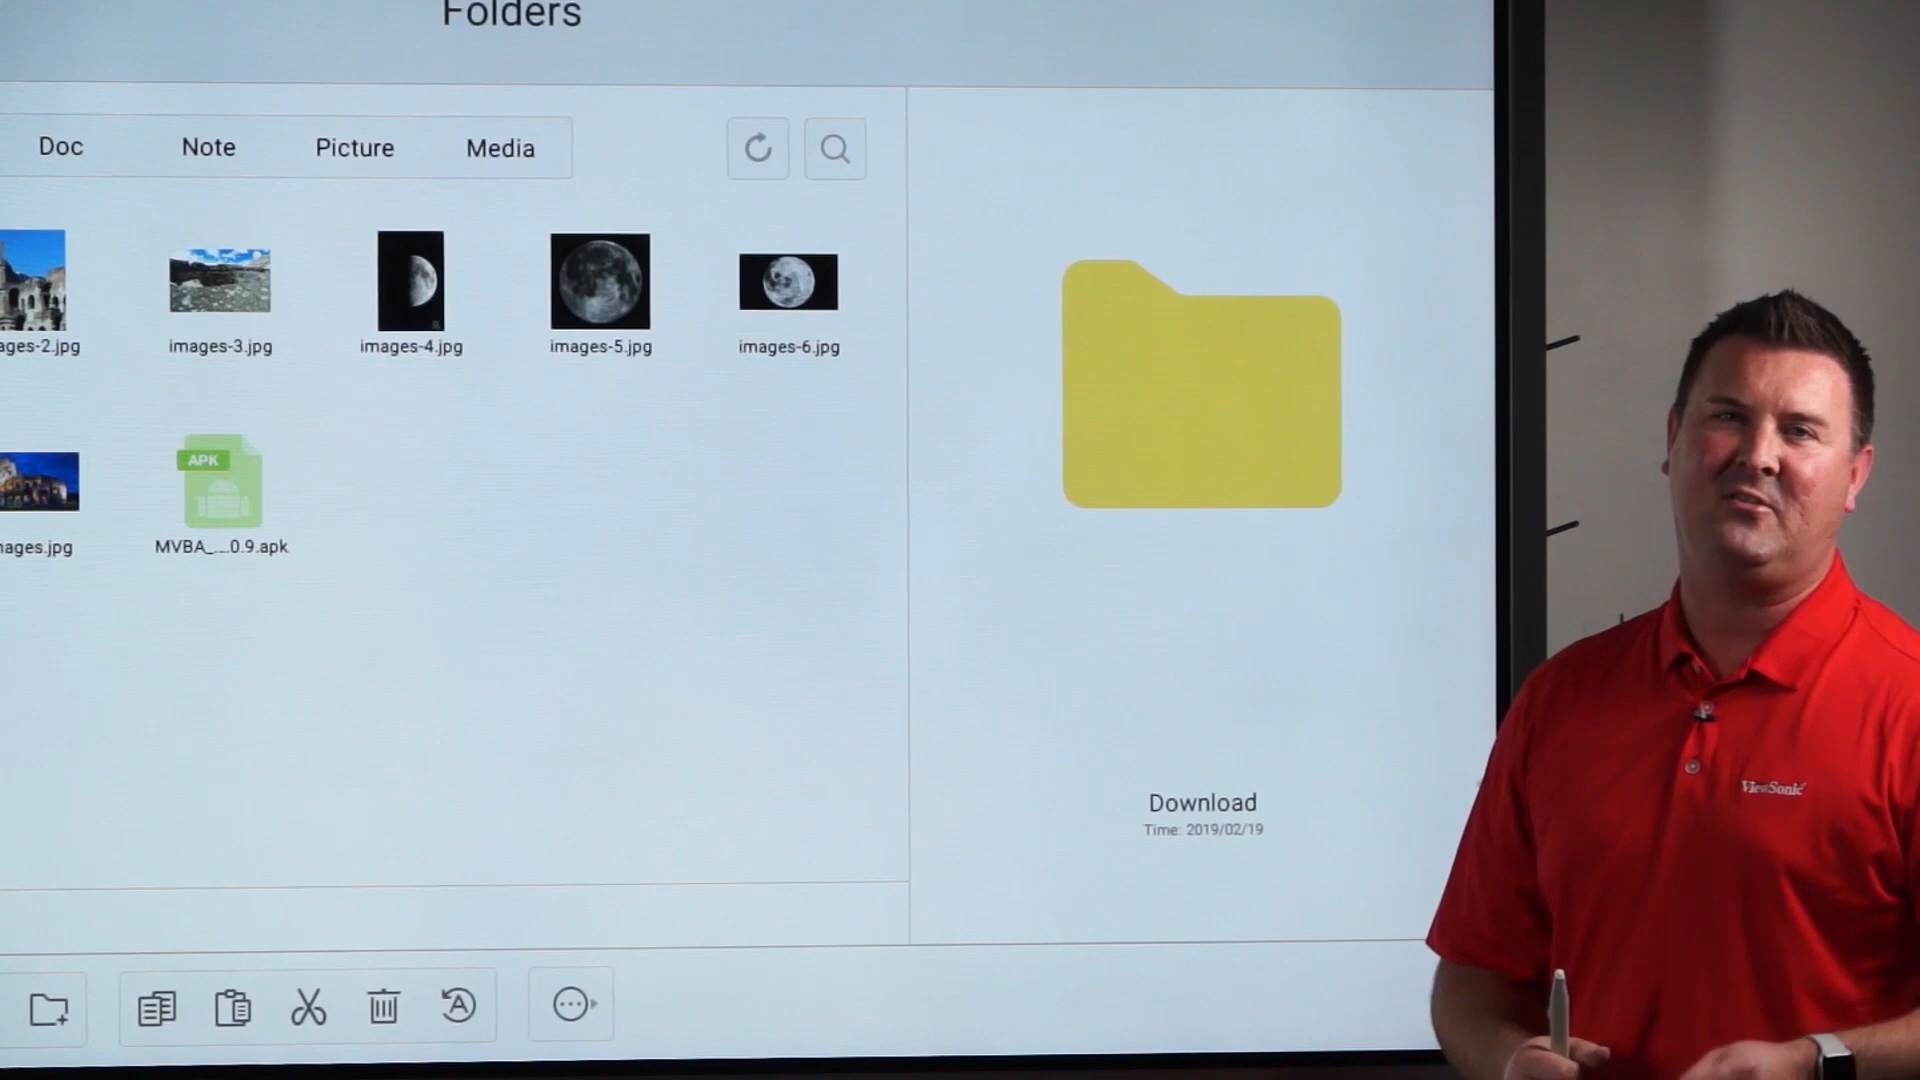 Folders
Doc Note Picture Media
ages-2.jpg images-3.jpg images-4.jpg images-5.jpg images-6.jpg
APK
mages.jpg MVBA_...0.9.apk
Download
Time: 2019/02/19
ViewSonic